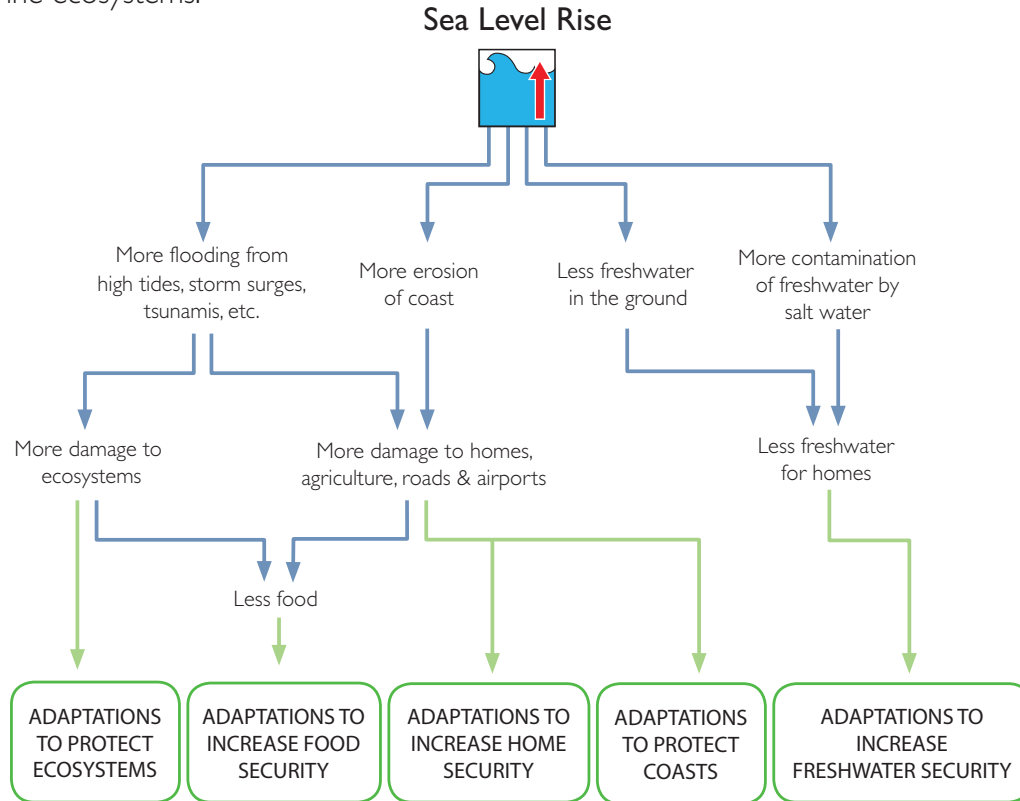 ine ecosystems.
Sea Level Rise
More flooding from
high tides, storm surges,
tsunamis, etc.
More erosion
of coast
Less freshwater
in the ground
More contamination
of freshwater by
salt water
More damage to
ecosystems
More damage to homes,
agriculture, roads & airports
Less freshwater
for homes
Less food
ADAPTATIONS
TO PROTECT
ECOSYSTEMS
ADAPTATIONS TO
INCREASE FOOD
SECURITY
ADAPTATIONS TO
INCREASE HOME
SECURITY
ADAPTATIONS
TO PROTECT
COASTS
ADAPTATIONS TO
INCREASE
FRESHWATER SECURITY